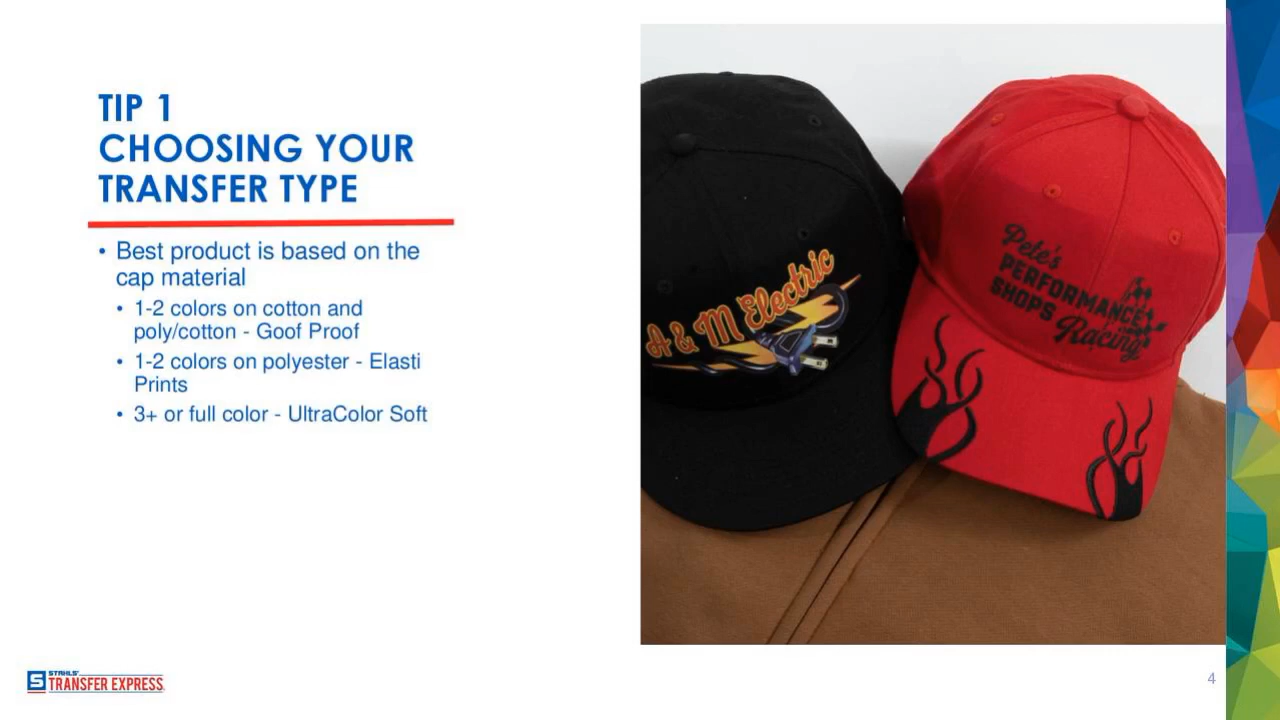 TIP 1
CHOOSING YOUR
TRANSFER TYPE
• Best product is based on the
cap material
• 1-2 colors on cotton and
poly/cotton - Goof Proof
• 1-2 colors on polyester - Elasti
Prints
• 3+ or full color - UltraColor Soft
A & M Electric
Pete's
PERFORMANCE
SHOPS Racing
S STAHLS'
TRANSFER EXPRESS
4